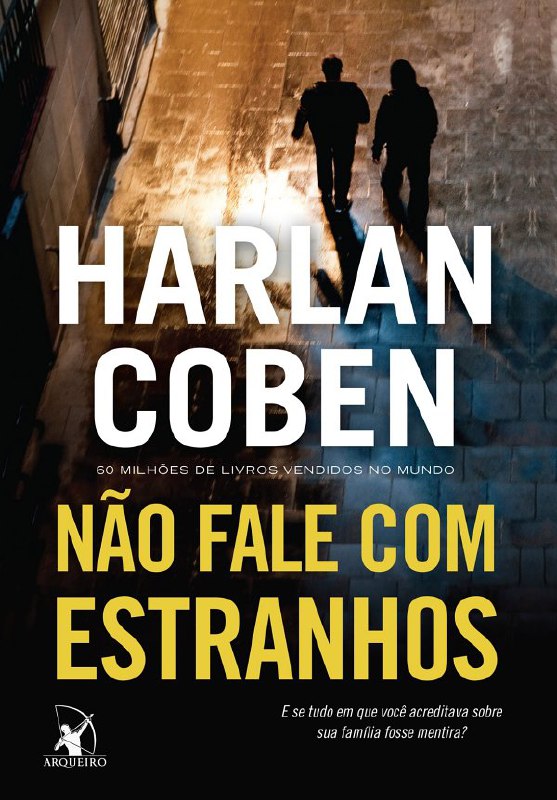 HARLAN
COBEN
60 MILHÕES DE LIVROS VENDIDOS NO MUNDO
NÃO FALE COM
ESTRANHOS
E se tudo em que você acreditava sobre
sua família fosse mentira?
ARQUEIRO